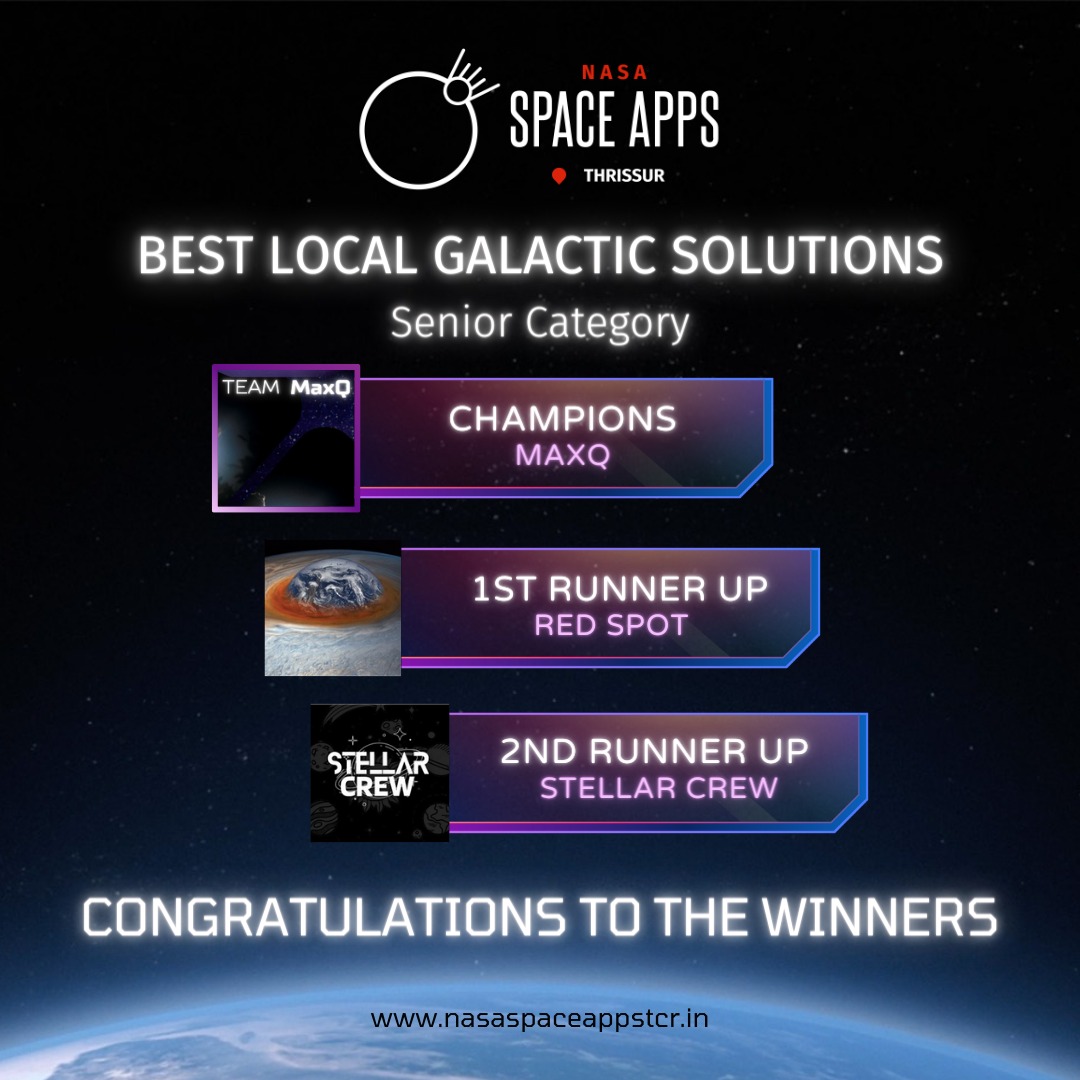 NASA
SPACE APPS
THRISSUR
BEST LOCAL GALACTIC SOLUTIONS
Senior Category
TEAM MaxQ
CHAMPIONS
MAXQ
1ST RUNNER UP
RED SPOT
STELLAR
CREW
2ND RUNNER UP
STELLAR CREW
CONGRATULATIONS TO THE WINNERS
www.nasaspaceappstcr.in